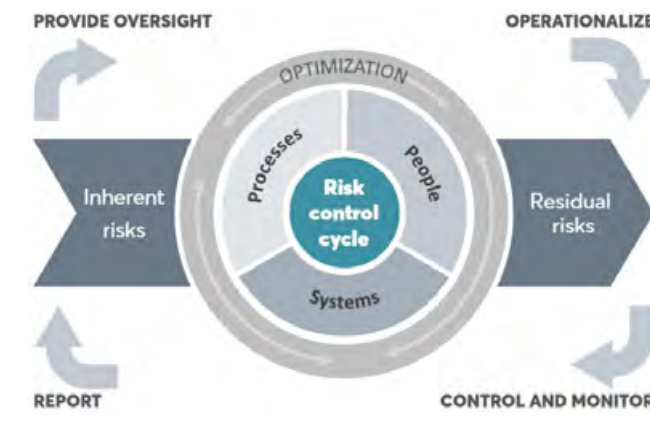 PROVIDE OVERSIGHT
OPERATIONALIZE
OPTIMIZATION
Processes
People
Inherent
risks
Risk
control
cycle
Residual
risks
Systems
REPORT
CONTROL AND MONITOR